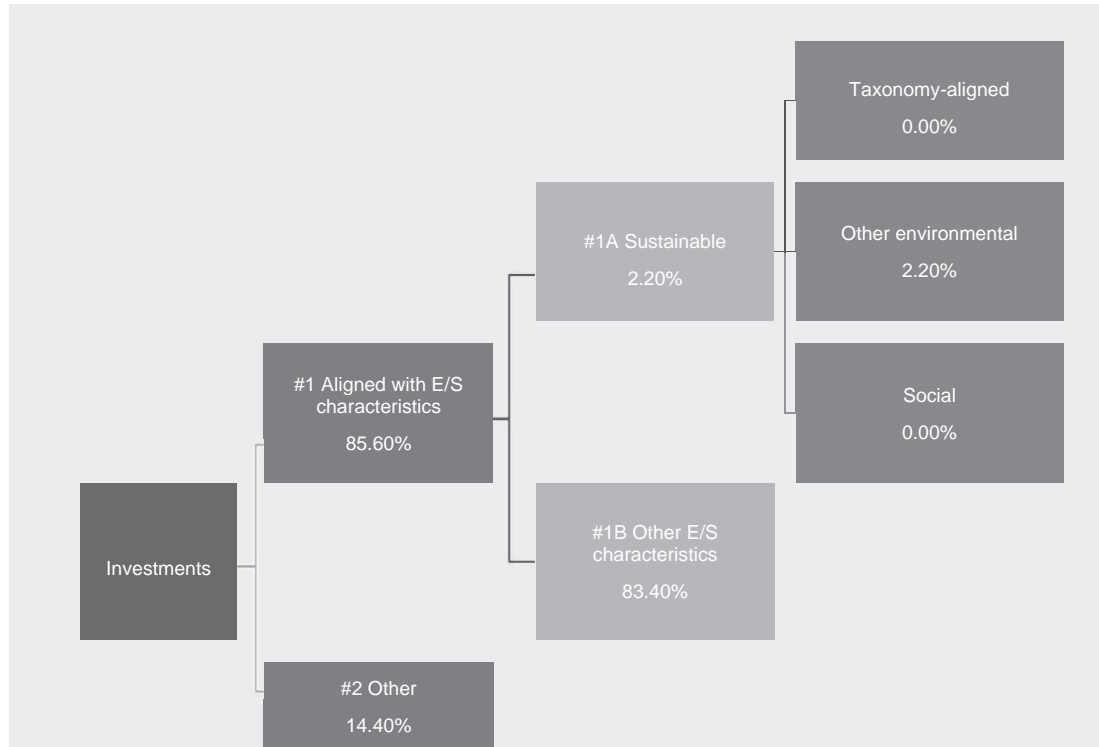 Taxonomy-aligned
0.00%
#1A Sustainable
2.20%
Other environmental
2.20%
#1 Aligned with E/S
characteristics
85.60%
Social
0.00%
Investments
#1B Other E/S
characteristics
83.40%
#2 Other
14.40%